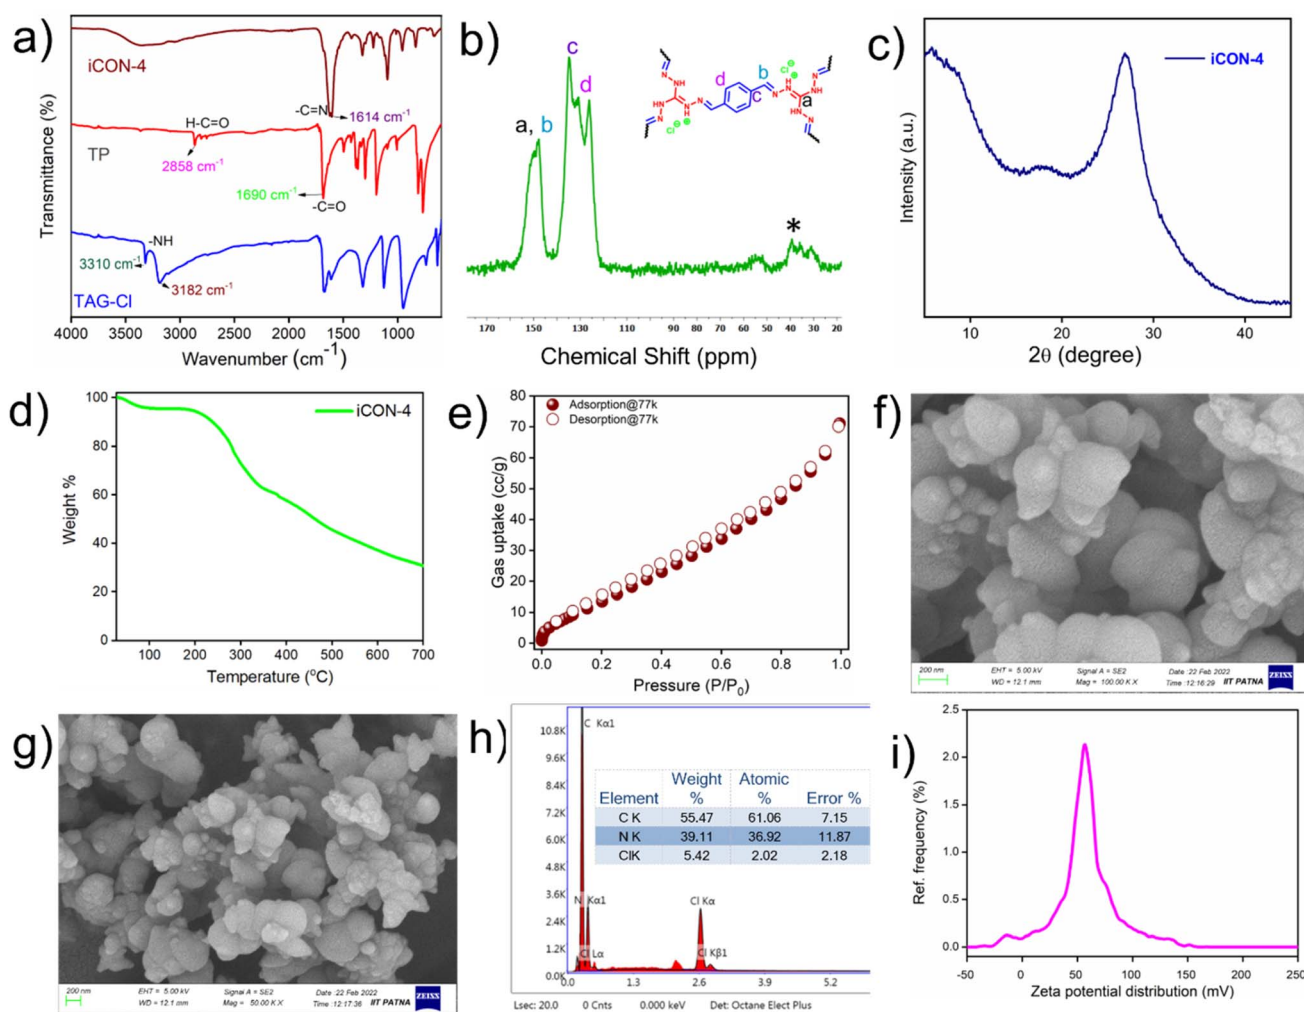 a)
iCON-4
-C=N
1614 cm-1
H-C=O
TP
2858 cm-1
1690 cm-1
-C=O
-NH
3310 cm-1
3182 cm-1
TAG-Cl
Transmittance (%)
4000 3500 3000 2500 2000 1500 1000
Wavenumber (cm-1)
b)
c
d
a, b
*
d
b
c
a
Cl
Cl
170 150 130 110 100 90 80 70 60 50 40 30 20
Chemical Shift (ppm)
c)
iCON-4
Intensity (a.u.)
10 20 30 40
2θ (degree)
d)
iCON-4
Weight %
100
80
60
40
20
0
100 200 300 400 500 600 700
Temperature (oC)
e)
Adsorption@77k
Desorption@77k
Gas uptake (cc/g)
80
70
60
50
40
30
20
10
0
0.0 0.2 0.4 0.6 0.8 1.0
Pressure (P/P0)
f)
200 nm
EHT = 5.00 kV
Signal A = SE2
Date :22 Feb 2022
WD = 12.1 mm
Mag = 100.00 K X
Time :12:16:29
IIT PATNA
ZEISS
g)
200 nm
EHT = 5.00 kV
Signal A = SE2
Date :22 Feb 2022
WD = 12.1 mm
Mag = 50.00 K X
Time :12:17:36
IIT PATNA
ZEISS
h)
10.8K
9.6K
8.4K
7.2K
6.0K
4.8K
3.6K
2.4K
1.2K
0.0K
C Kα1
N Kα1
Cl Lα
Cl Kα
Cl Kβ1
Element Weight % Atomic % Error %
C K 55.47 61.06 7.15
N K 39.11 36.92 11.87
ClK 5.42 2.02 2.18
0.0 1.3 2.6 3.9 5.2
Lsec: 20.0 0 Cnts 0.000 keV Det: Octane Elect Plus
i)
Ref. frequency (%)
2.5
2.0
1.5
1.0
0.5
0.0
-50 0 50 100 150 200 250
Zeta potential distribution (mV)